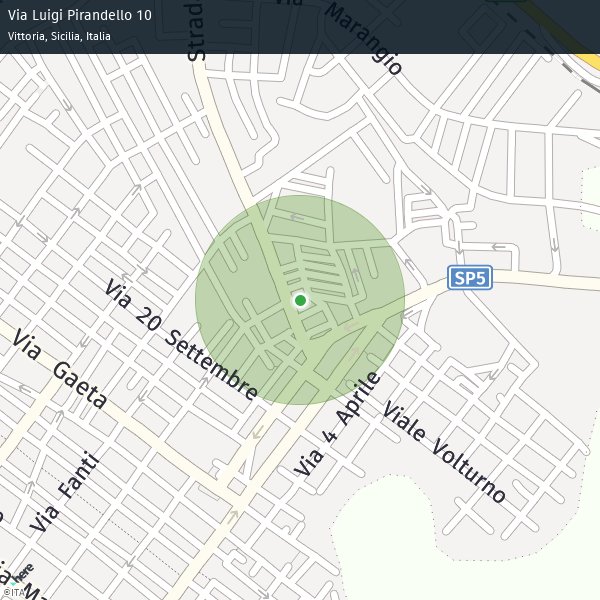 Via Luigi Pirandello 10
Vittoria, Sicilia, Italia
Strad
Via Marangio
SP5
Via 20 Settembre
Via Gaeta
Via 4 Aprile
Viale Volturno
Via Fanti
here
©ITA